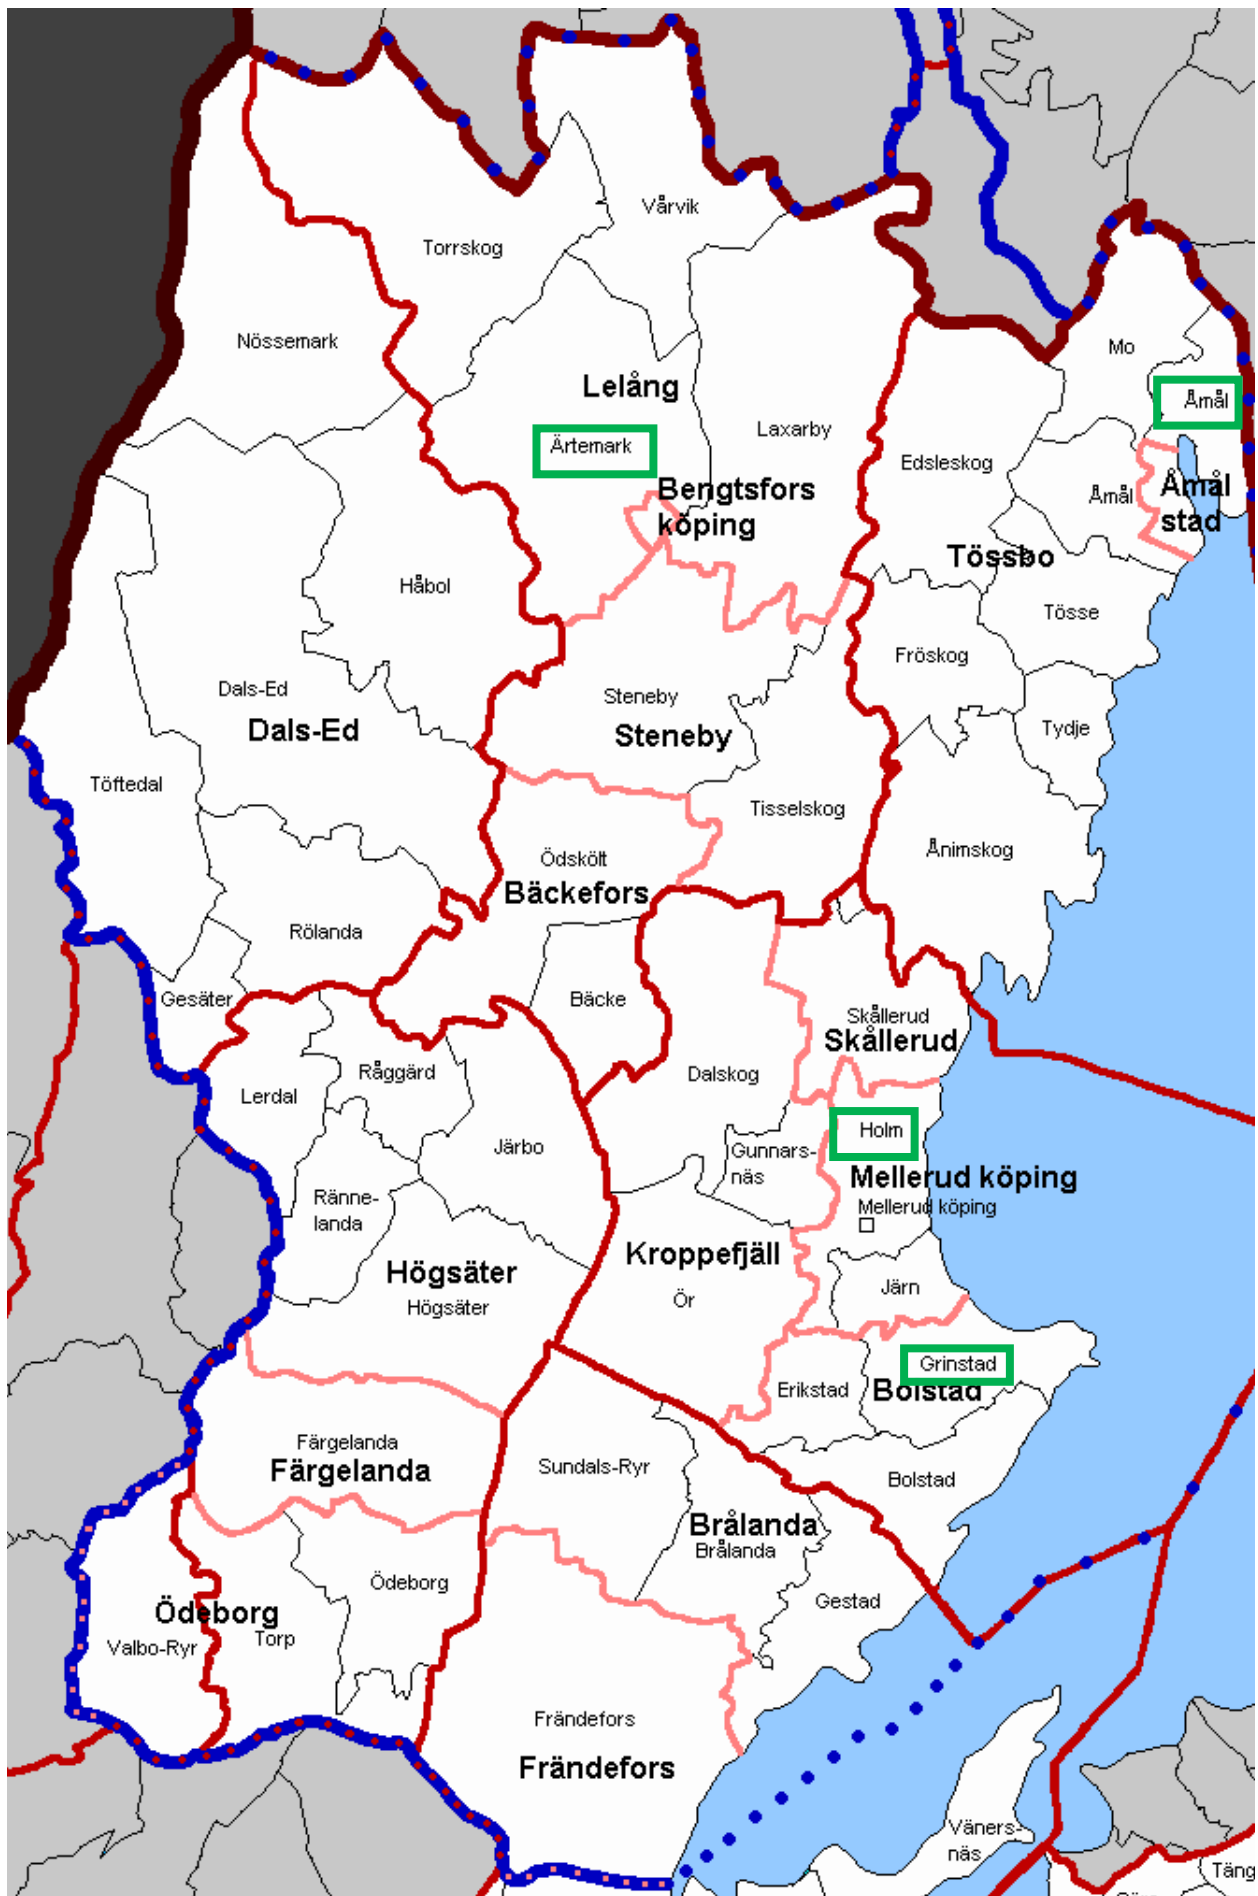 Vårvik
Torrskog
Nössemark
Mo
Lelång
Åmål
Laxarby
Ärtemark
Edsleskog
Bengtsfors
köping
Åmål
Åmål
stad
Tössbo
Håbol
Tösse
Fröskog
Dals-Ed
Dals-Ed
Steneby
Steneby
Tydje
Töftedal
Tisselskog
Ödskölt
Bäckefors
Ånimskog
Rölanda
Gesäter
Bäcke
Skållerud
Skållerud
Råggärd
Dalskog
Lerdal
Holm
Järbo
Gunnars-
näs
Mellerud köping
Mellerud köping
Ränne-
landa
Kroppefjäll
Högsäter
Högsäter
Ör
Järn
Grinstad
Bolstad
Erikstad
Färgelanda
Färgelanda
Sundals-Ryr
Bolstad
Brålanda
Brålanda
Ödeborg
Gestad
Ödeborg
Torp
Valbo-Ryr
Frändefors
Frändefors
Väners-
näs
Täng